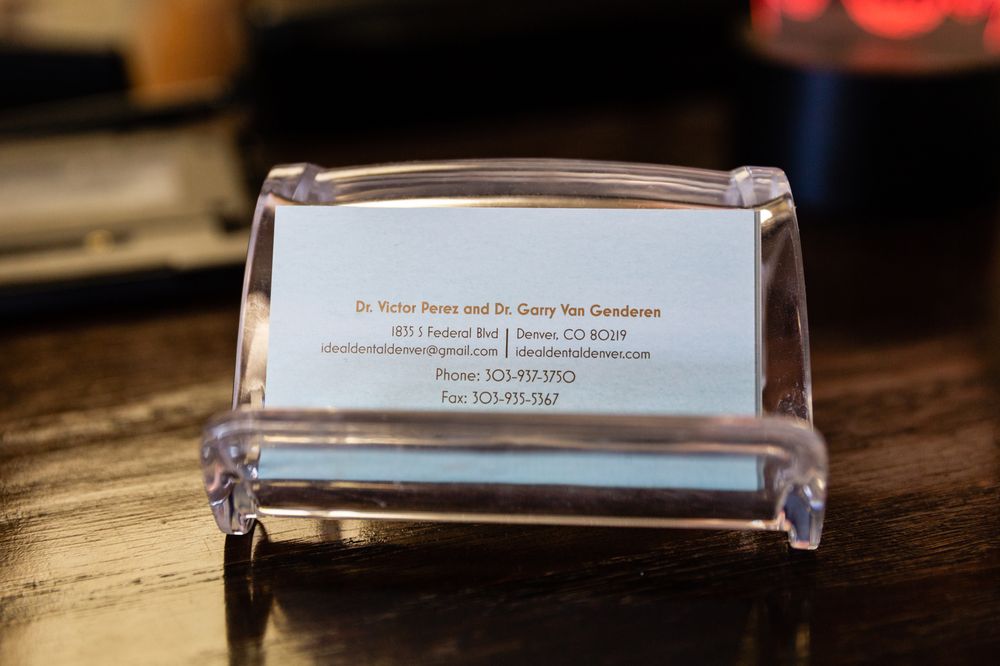 Dr. Victor Perez and Dr. Garry Van Genderen
1835 S Federal Blvd | Denver, CO 80219
idealdentaldenver@gmail.com | idealdentaldenver.com
Phone: 303-937-3750
Fax: 303-935-5367